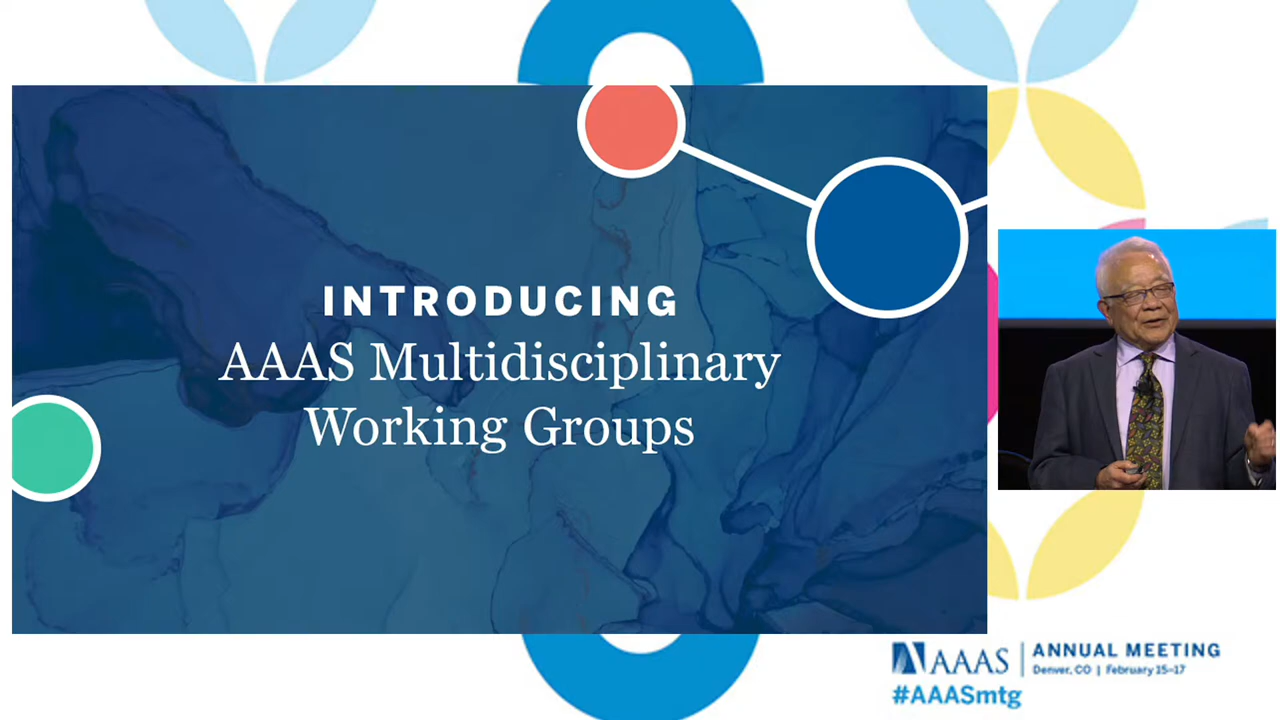 INTRODUCING
AAAS Multidisciplinary
Working Groups
AAAS
ANNUAL MEETING
Denver, CO | February 15–17
#AAASmtg